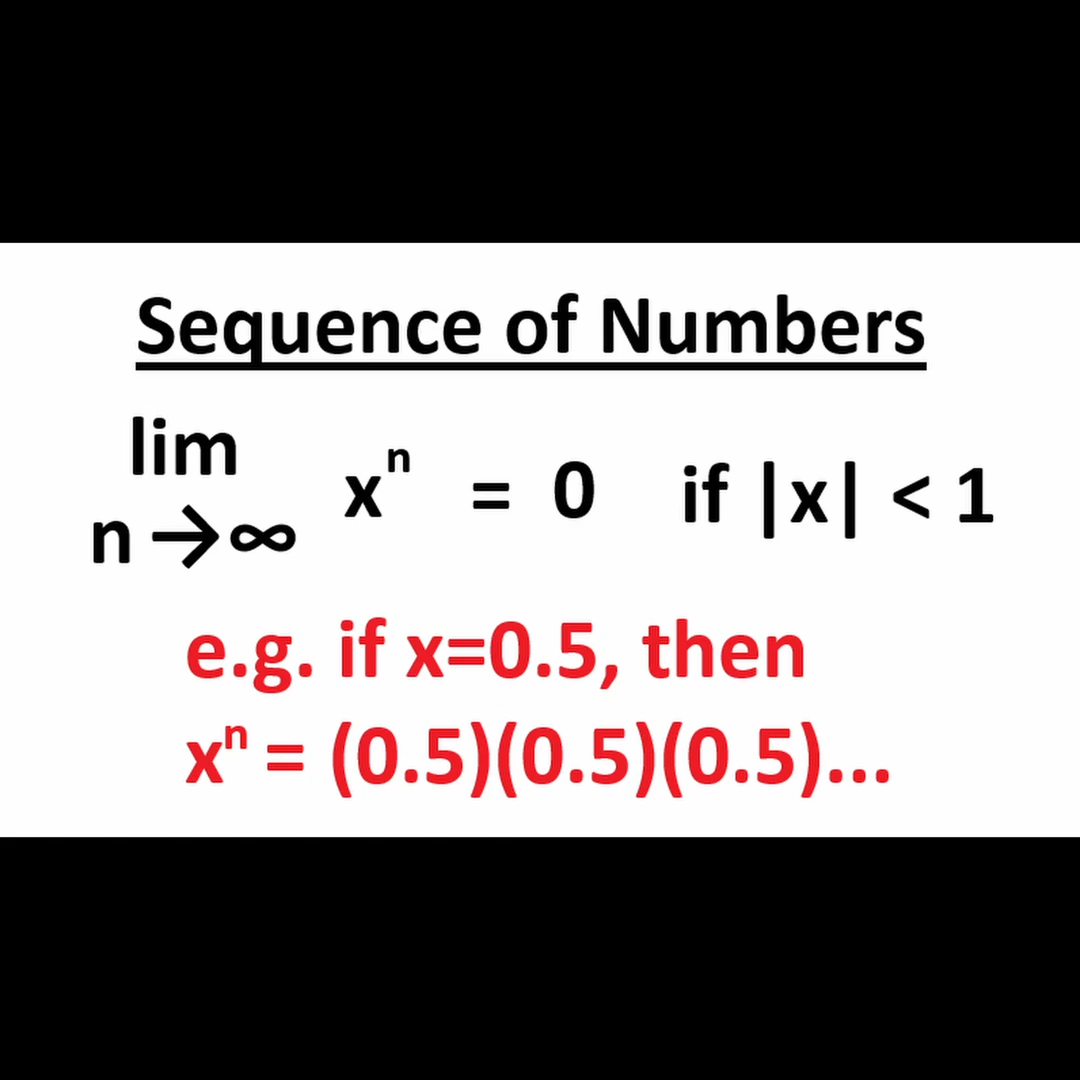 Sequence of Numbers
lim
n→∞
xⁿ = 0 if |x| < 1
e.g. if x=0.5, then
xⁿ = (0.5)(0.5)(0.5)...